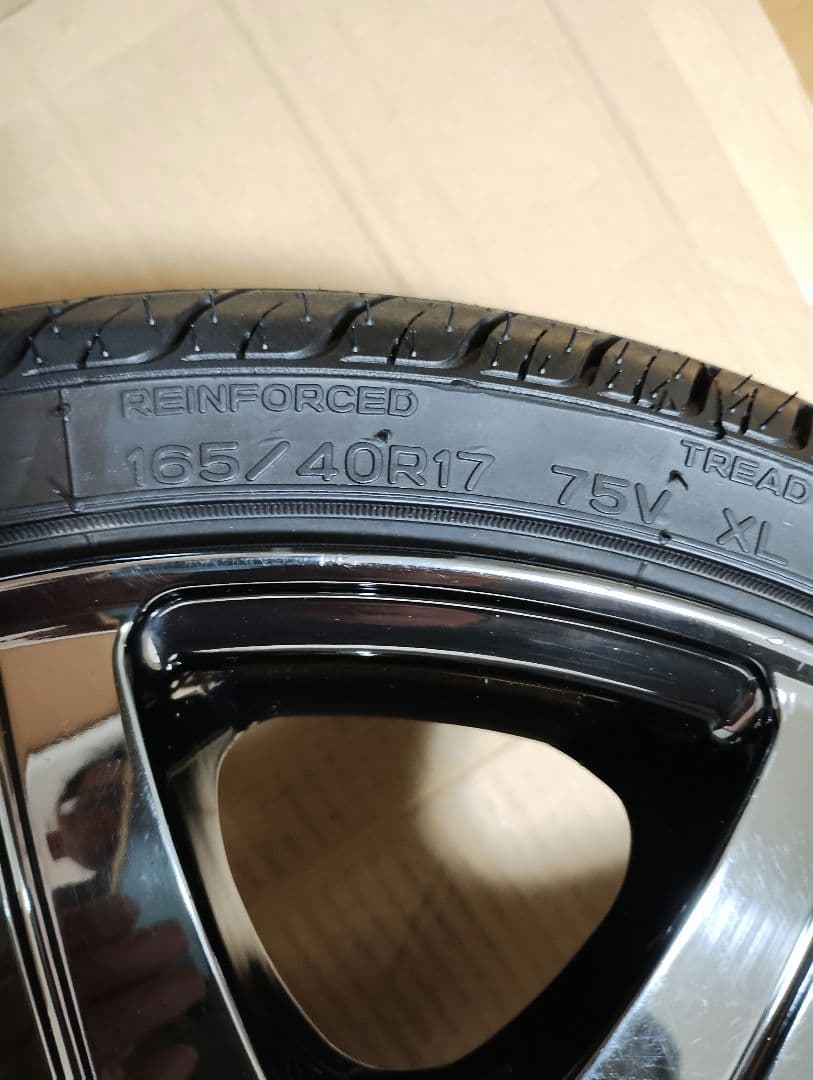 REINFORCED
165/40R17 75V XL
TREAD